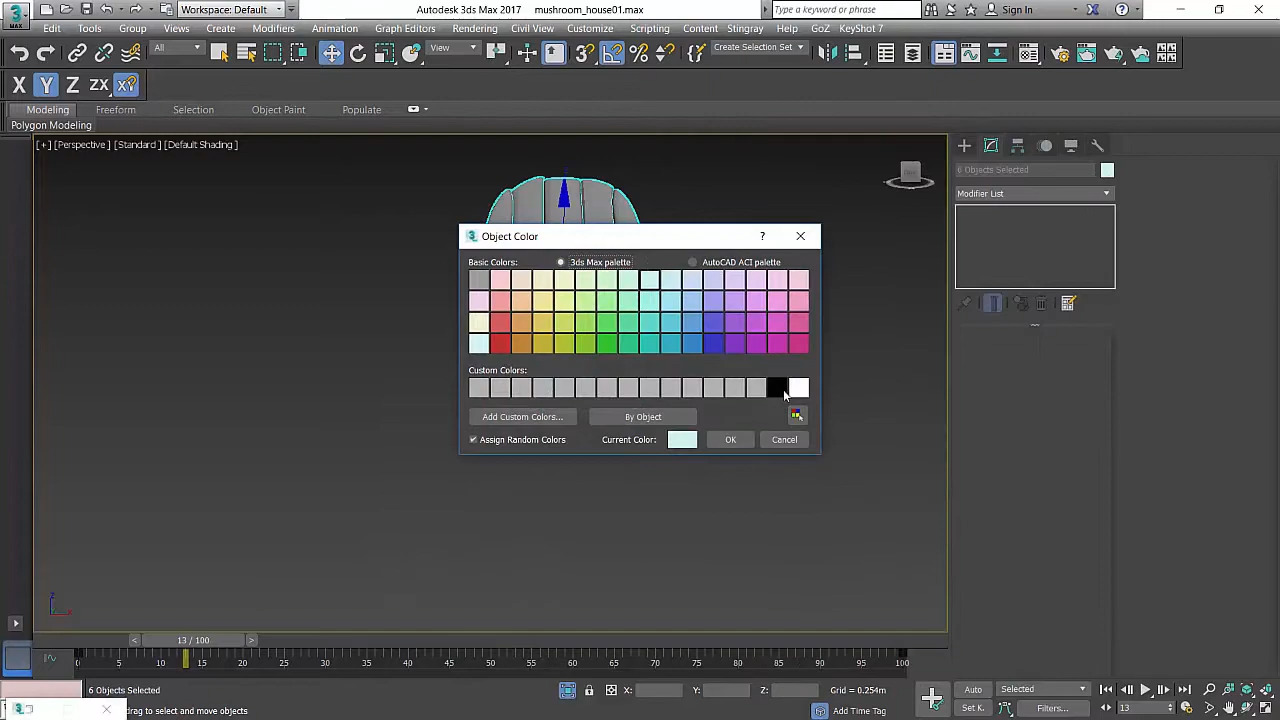 3
MAX
Workspace: Default
Autodesk 3ds Max 2017 mushroom_house01.max
Type a keyword or phrase
Sign In
Edit Tools Group Views Create Modifiers Animation Graph Editors Rendering Civil View Customize Scripting Content Stingray Help GoZ KeyShot 7
All
View
Create Selection Set
X Y Z ZX XY
Modeling Freeform Selection Object Paint Populate
Polygon Modeling
[+] [Perspective ] [Standard ] [Default Shading ]
6 Objects Selected
Modifier List
Object Color
?
Basic Colors: 3ds Max palette AutoCAD ACI palette
Custom Colors:
Add Custom Colors... By Object
Assign Random Colors Current Color: OK Cancel
< 13 / 100 >
0 5 10 15 20 25 30 35 40 45 50 55 60 65 70 75 80 85 90 95 100
6 Objects Selected
X: Y: Z: Grid = 0.254m
Auto Selected
drag to select and move objects
Add Time Tag
Set K. Filters... 13